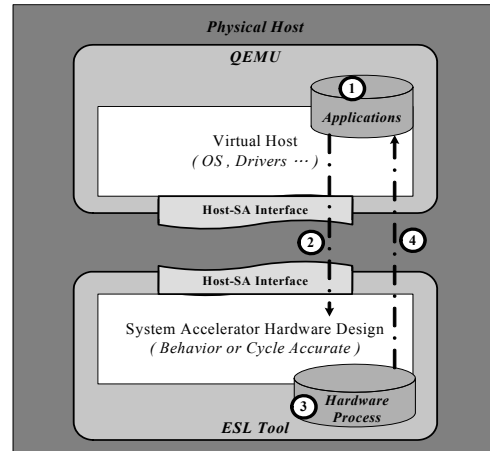 Physical Host
QEMU
1
Applications
Virtual Host
( OS , Drivers ⋯ )
Host-SA Interface
2
4
Host-SA Interface
System Accelerator Hardware Design
( Behavior or Cycle Accurate )
3
Hardware
Process
ESL Tool